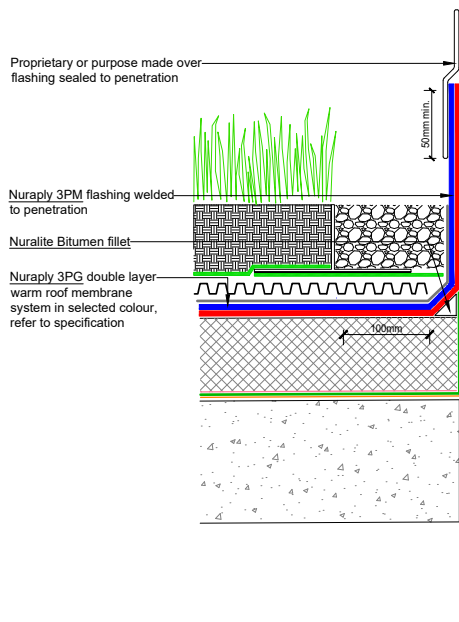 Proprietary or purpose made over
flashing sealed to penetration
50mm min.
Nuraply 3PM flashing welded
to penetration
Nuralite Bitumen fillet
Nuraply 3PG double layer
warm roof membrane
system in selected colour,
refer to specification
100mm